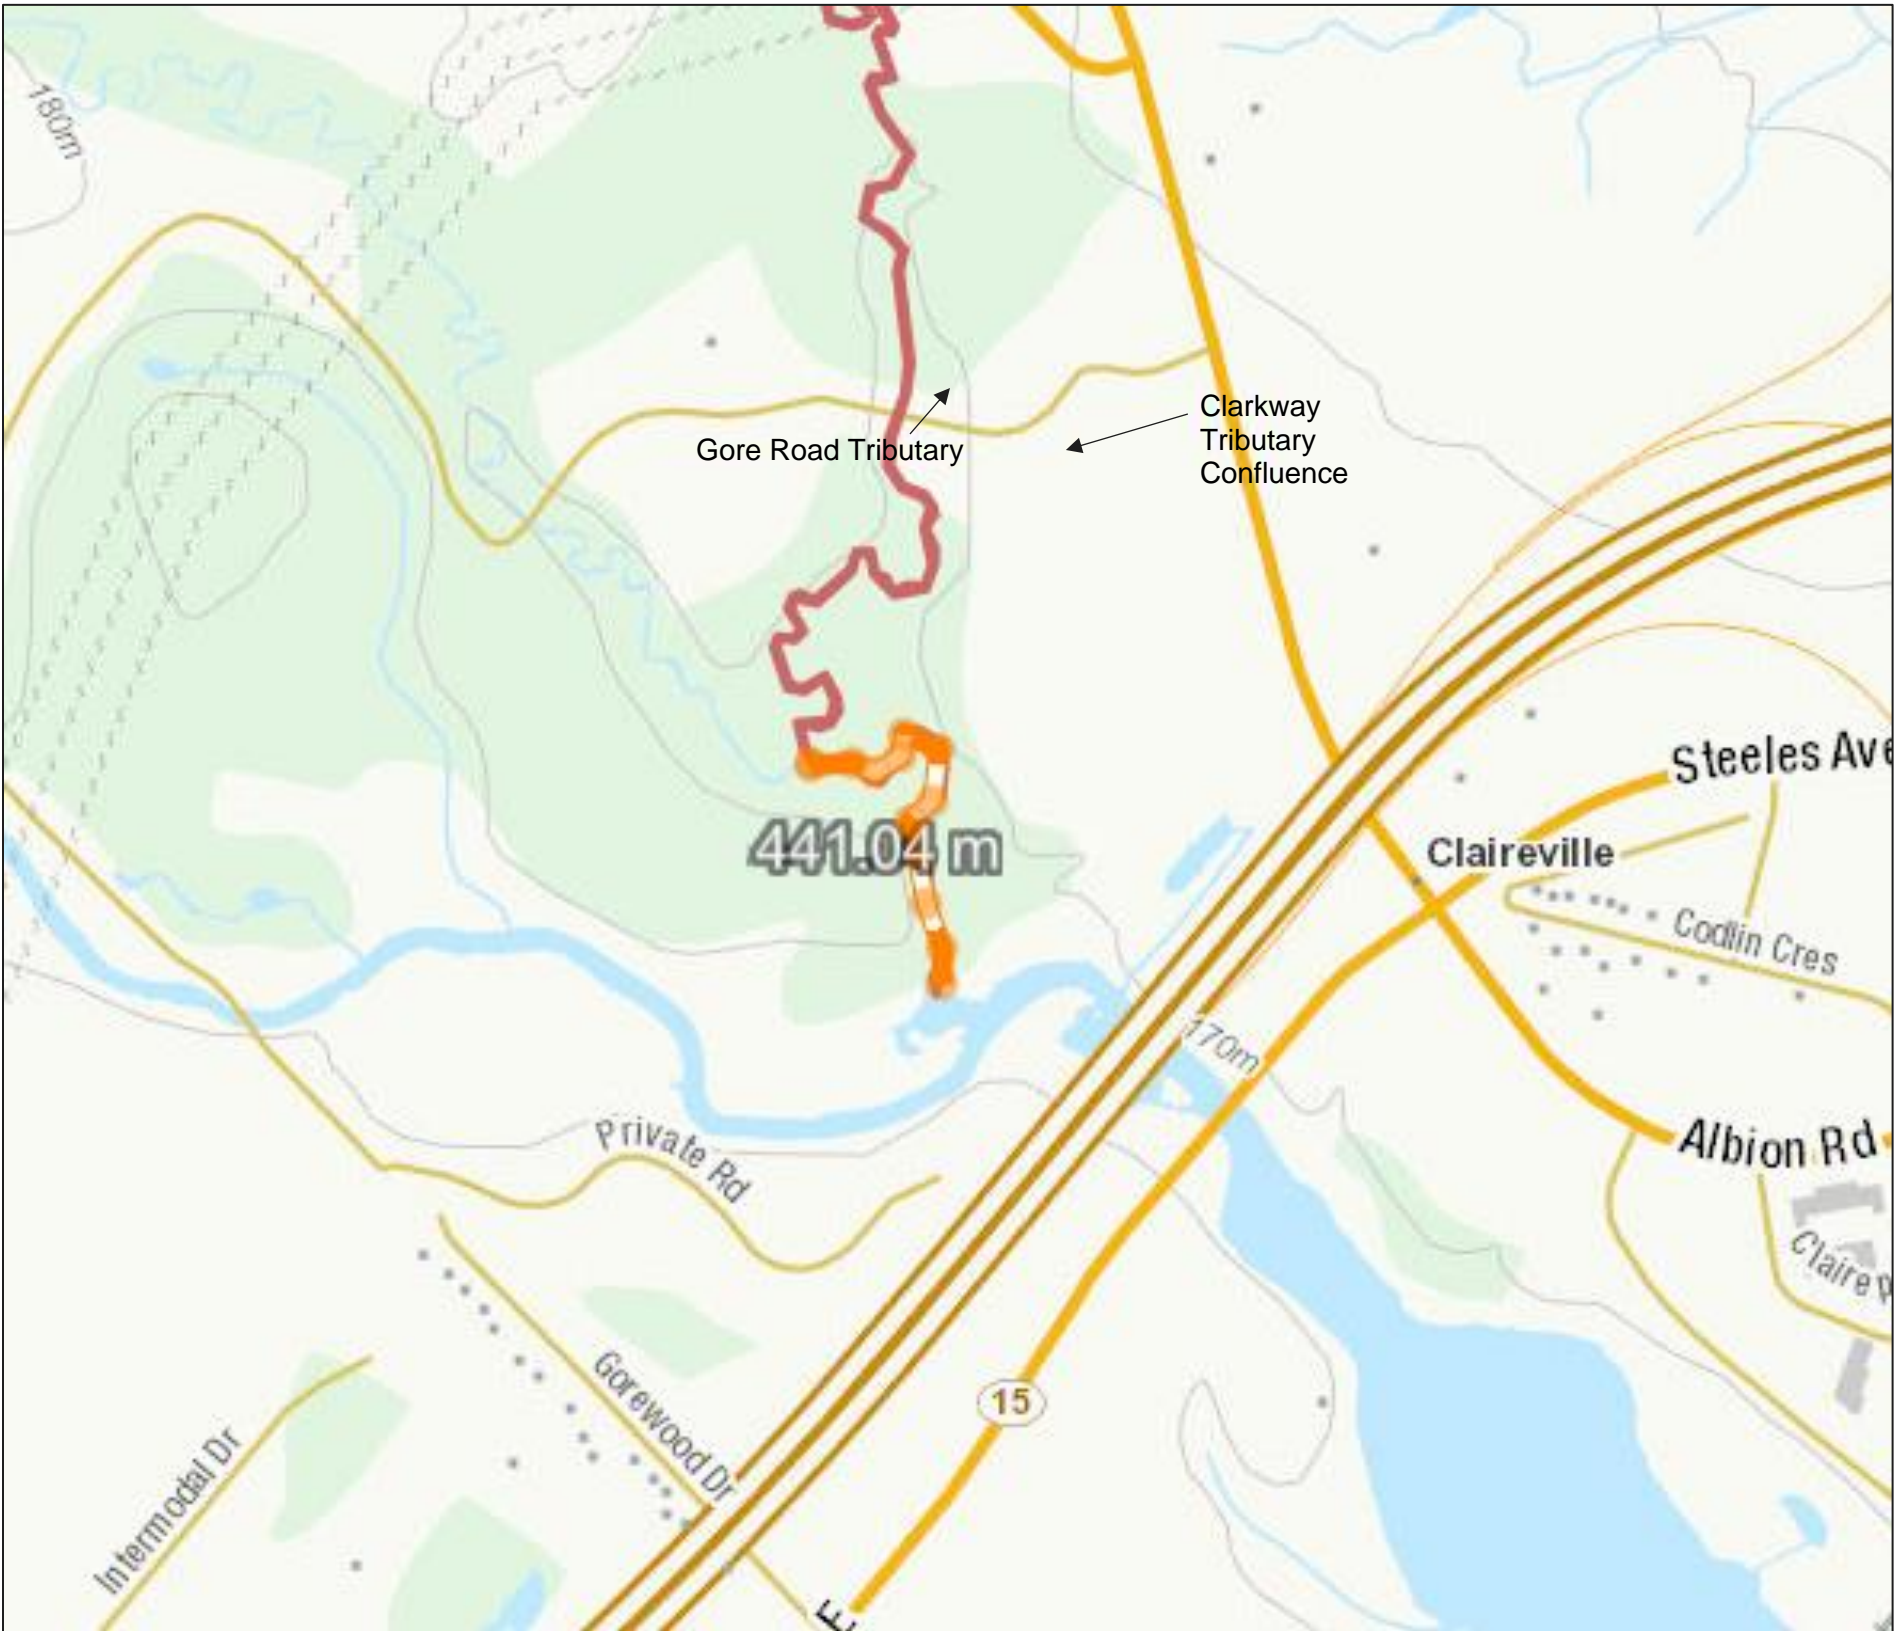 180m
Gore Road Tributary
Clarkway
Tributary
Confluence
Steeles Ave
441.04 m
Claireville
Codlin Cres
170m
Private Rd
Albion Rd
Claire p
Gorewood Dr
15
Intermodal Dr